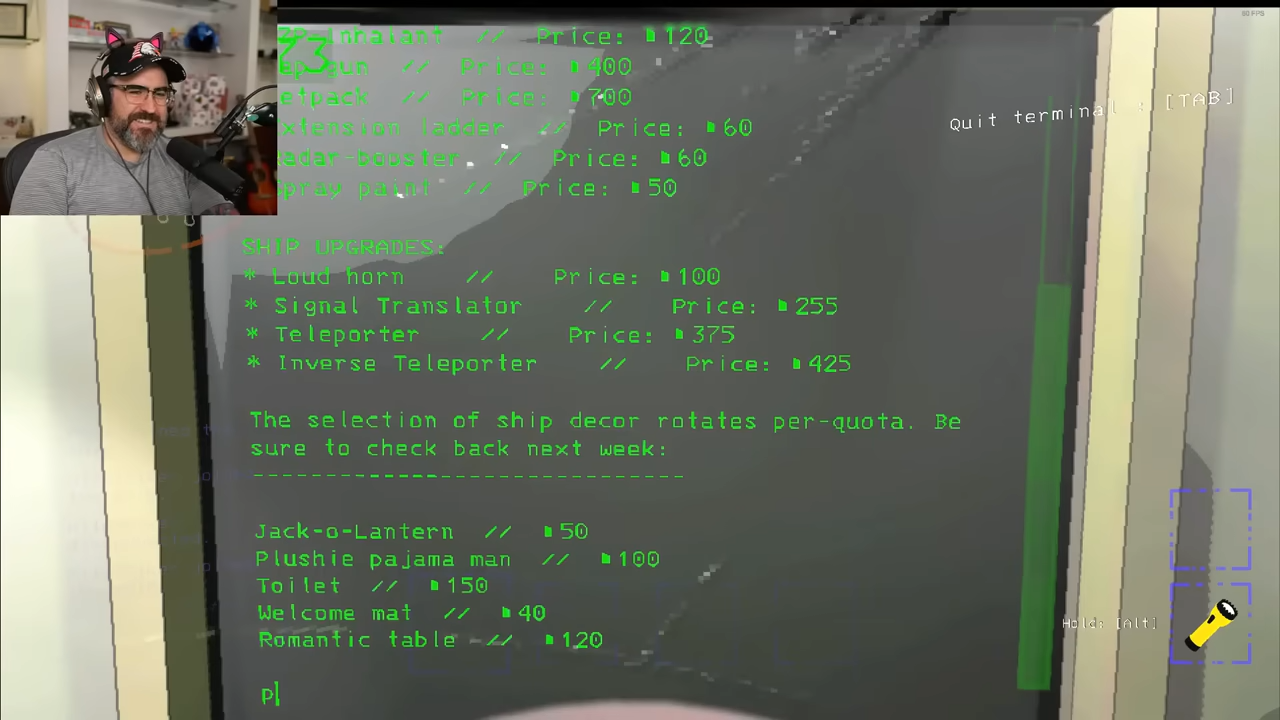 60 FPS
Price: 120
73
gun // Price: 400
etpack // Price: 700
Quit terminal : [TAB]
xtension ladder // Price: 60
adar-booster // Price: 60
pray paint // Price: 50
SHIP UPGRADES:
* Loud horn // Price: 100
* Signal Translator // Price: 255
* Teleporter // Price: 375
* Inverse Teleporter // Price: 425
The selection of ship decor rotates per-quota. Be
sure to check back next week:
------------------------------
Jack-o-Lantern // 50
Plushie pajama man // 100
Toilet // 150
Welcome mat // 40
Hold: [Alt]
Romantic table // 120
p